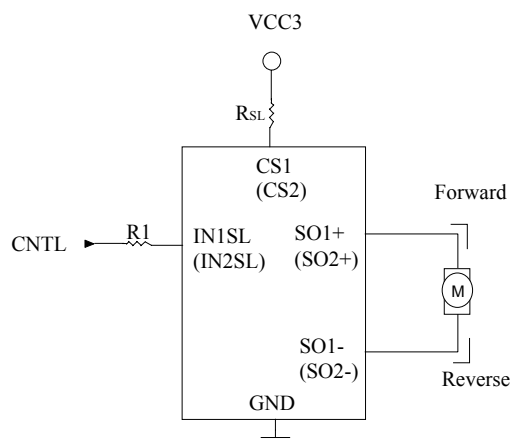 VCC3
RSL
CS1
(CS2)
Forward
R1
CNTL
IN1SL
(IN2SL)
SO1+
(SO2+)
M
SO1-
(SO2-)
Reverse
GND